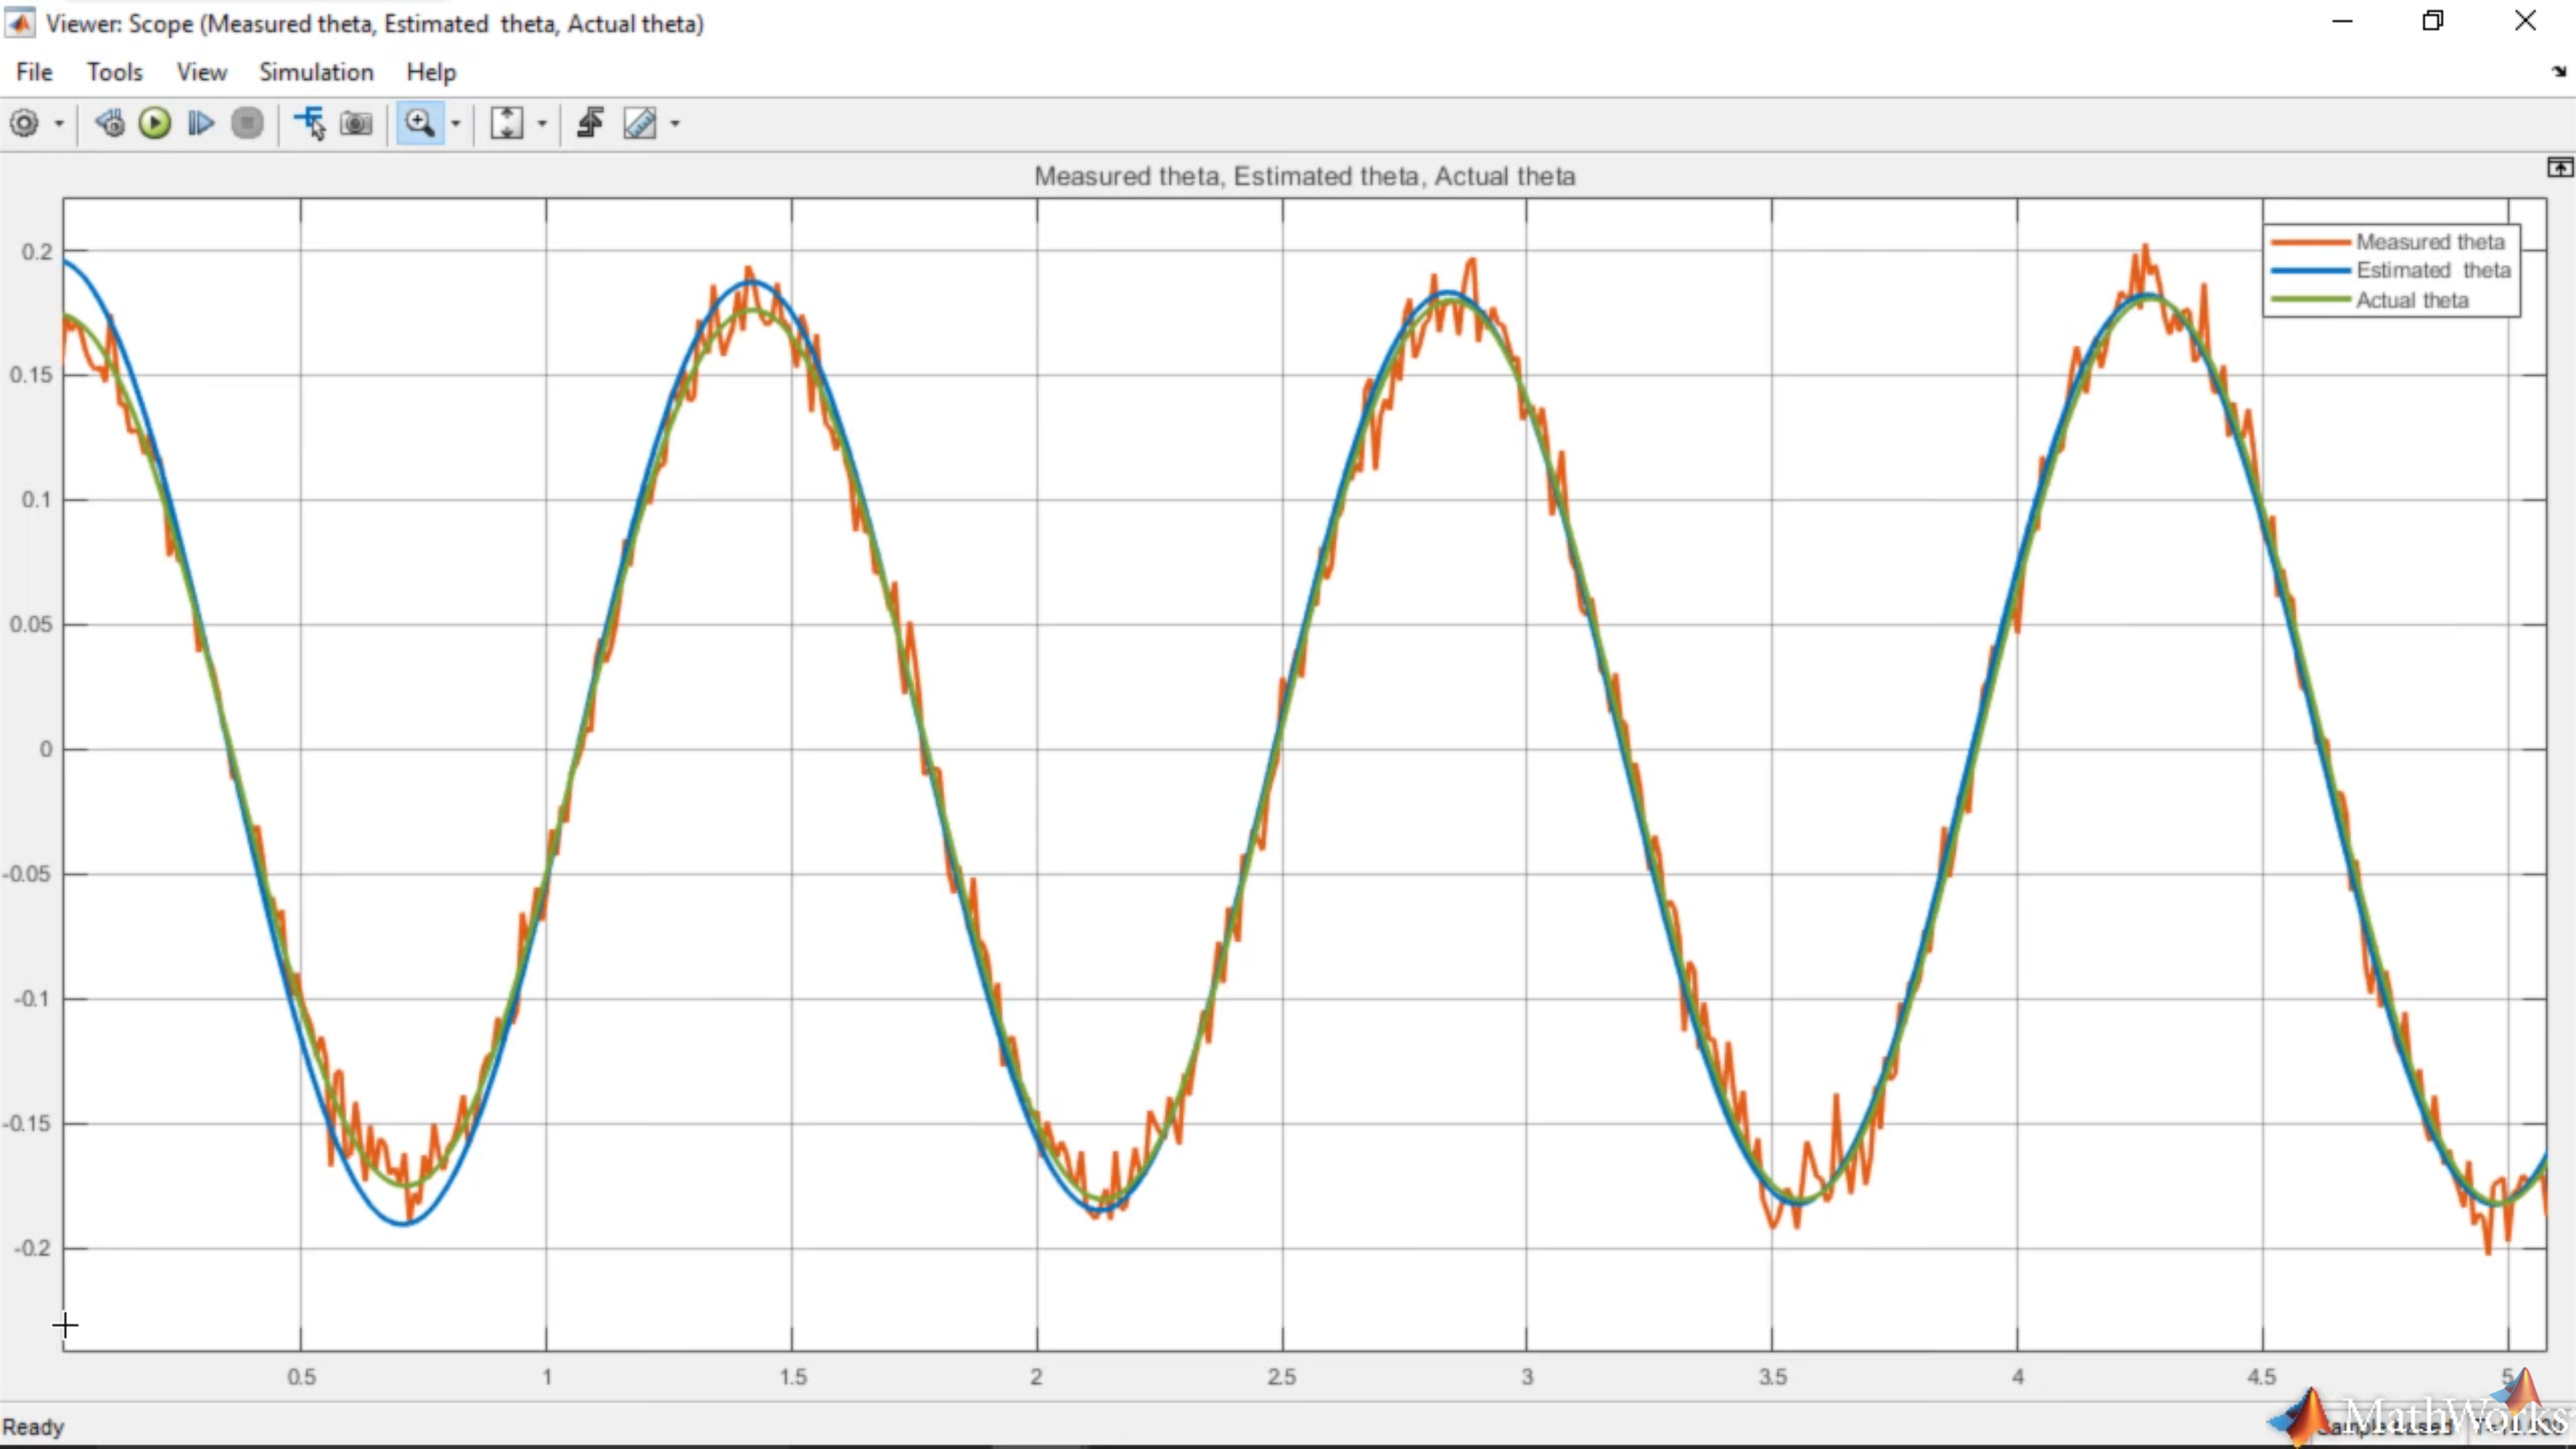 Viewer: Scope (Measured theta, Estimated  theta, Actual theta)
File Tools View Simulation Help
Measured theta, Estimated theta, Actual theta
Measured theta
Estimated  theta
Actual theta
0.2
0.15
0.1
0.05
0
-0.05
-0.1
-0.15
-0.2
0.5 1 1.5 2 2.5 3 3.5 4 4.5 5
Ready
Sample based
MathWorks